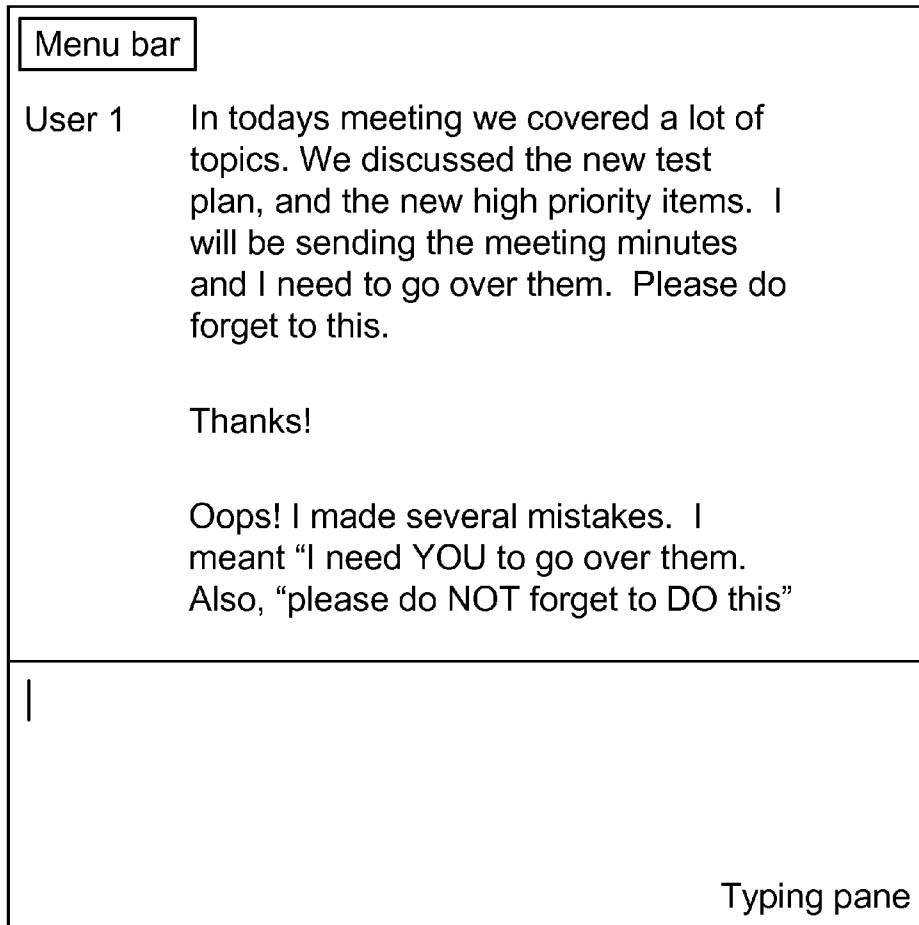 Menu bar
User 1
In todays meeting we covered a lot of
topics. We discussed the new test
plan, and the new high priority items.  I
will be sending the meeting minutes
and I need to go over them.  Please do
forget to this.
Thanks!
Oops! I made several mistakes.  I
meant “I need YOU to go over them.
Also, “please do NOT forget to DO this”
Typing pane